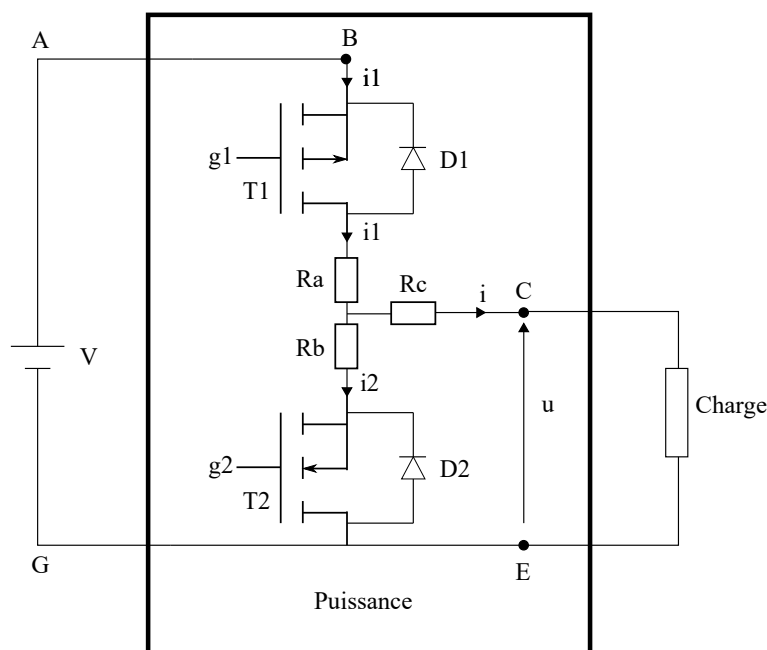 A
B
i1
g1
D1
T1
i1
Ra
Rc
i
C
V
Rb
i2
u
Charge
g2
D2
T2
G
E
Puissance